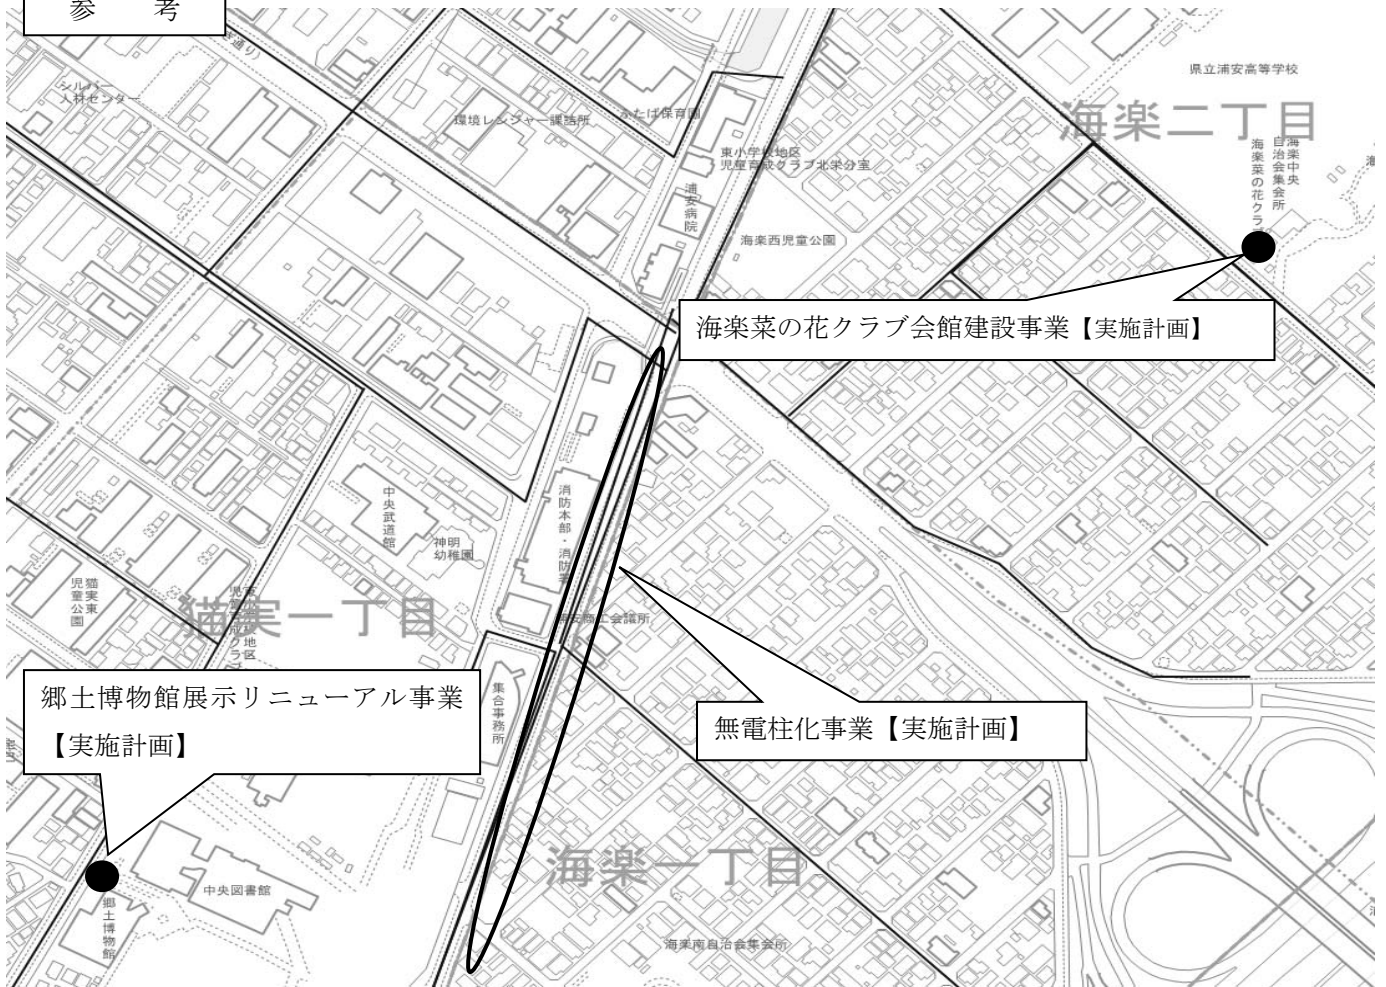 参　考
県立浦安高等学校
海楽二丁目
シルバー
人材センター
環境レンジャー課詰所
ふたば保育園
東小学校地区
児童育成クラブ北栄分室
海楽中央
自治会集会所
海楽菜の花クラブ
浦安病院
海楽西児童公園
海楽菜の花クラブ会館建設事業【実施計画】
中央武道館
神明
幼稚園
消防本部・消防署
猫実東
児童公園
猫実一丁目
浦安商工会議所
集合事務所
郷土博物館展示リニューアル事業
【実施計画】
無電柱化事業【実施計画】
海楽一丁目
中央図書館
郷土博物館
海楽南自治会集会所